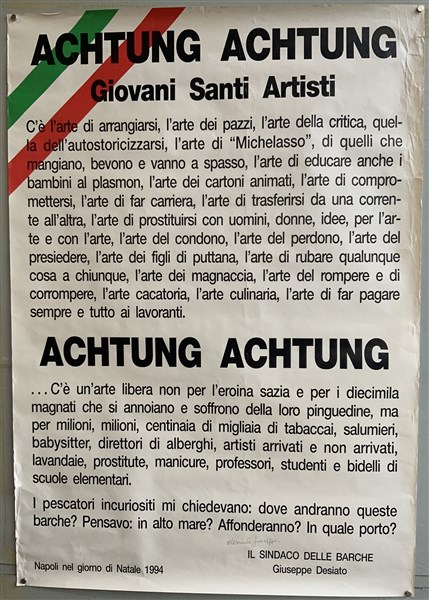 ACHTUNG ACHTUNG
Giovani Santi Artisti
C'è l'arte di arrangiarsi, l'arte dei pazzi, l'arte della critica, quel-
la dell'autostoricizzarsi, l'arte di “Michelasso”, di quelli che
mangiano, bevono e vanno a spasso, l'arte di educare anche i
bambini al plasmon, l'arte dei cartoni animati, l'arte di compro-
mettersi, l'arte di far carriera, l'arte di trasferirsi da una corren-
te all'altra, l'arte di prostituirsi con uomini, donne, idee, per l'ar-
te e con l'arte, l'arte del condono, l'arte del perdono, l'arte del
presiedere, l'arte dei figli di puttana, l'arte di rubare qualunque
cosa a chiunque, l'arte dei magnaccia, l'arte del rompere e di
corrompere, l'arte cacatoria, l'arte culinaria, l'arte di far pagare
sempre e tutto ai lavoranti.
ACHTUNG ACHTUNG
...C'è un'arte libera non per l'eroina sazia e per i diecimila
magnati che si annoiano e soffrono della loro pinguedine, ma
per milioni, milioni, centinaia di migliaia di tabaccai, salumieri,
babysitter, direttori di alberghi, artisti arrivati e non arrivati,
lavandaie, prostitute, manicure, professori, studenti e bidelli di
scuole elementari.
I pescatori incuriositi mi chiedevano: dove andranno queste
barche? Pensavo: in alto mare? Affonderanno? In quale porto?
IL SINDACO DELLE BARCHE
Napoli nel giorno di Natale 1994
Giuseppe Desiato